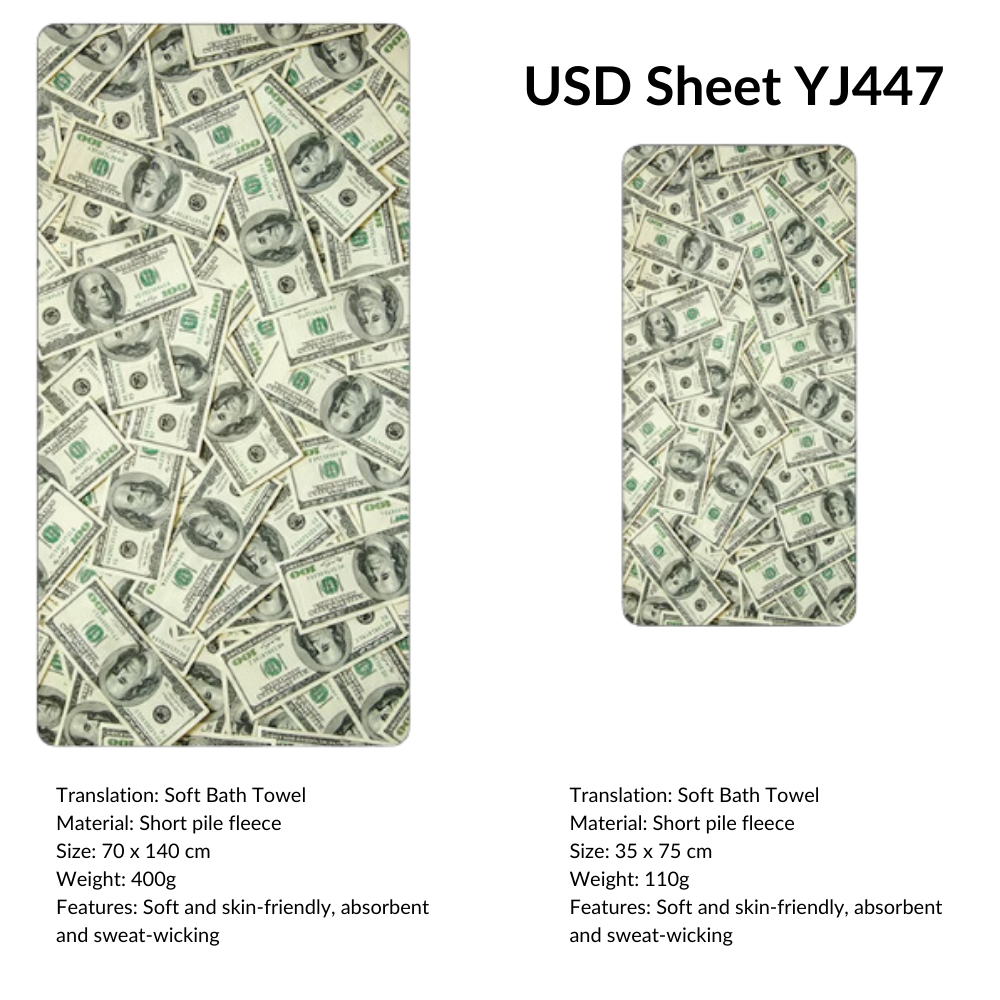 USD Sheet YJ447
Translation: Soft Bath Towel
Material: Short pile fleece
Size: 70 x 140 cm
Weight: 400g
Features: Soft and skin-friendly, absorbent
and sweat-wicking
Translation: Soft Bath Towel
Material: Short pile fleece
Size: 35 x 75 cm
Weight: 110g
Features: Soft and skin-friendly, absorbent
and sweat-wicking